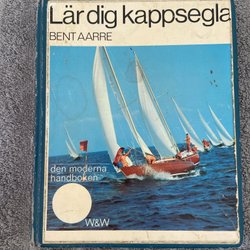 Lär dig kappsegla
BENT AARRE
den moderna
handboken
W&W